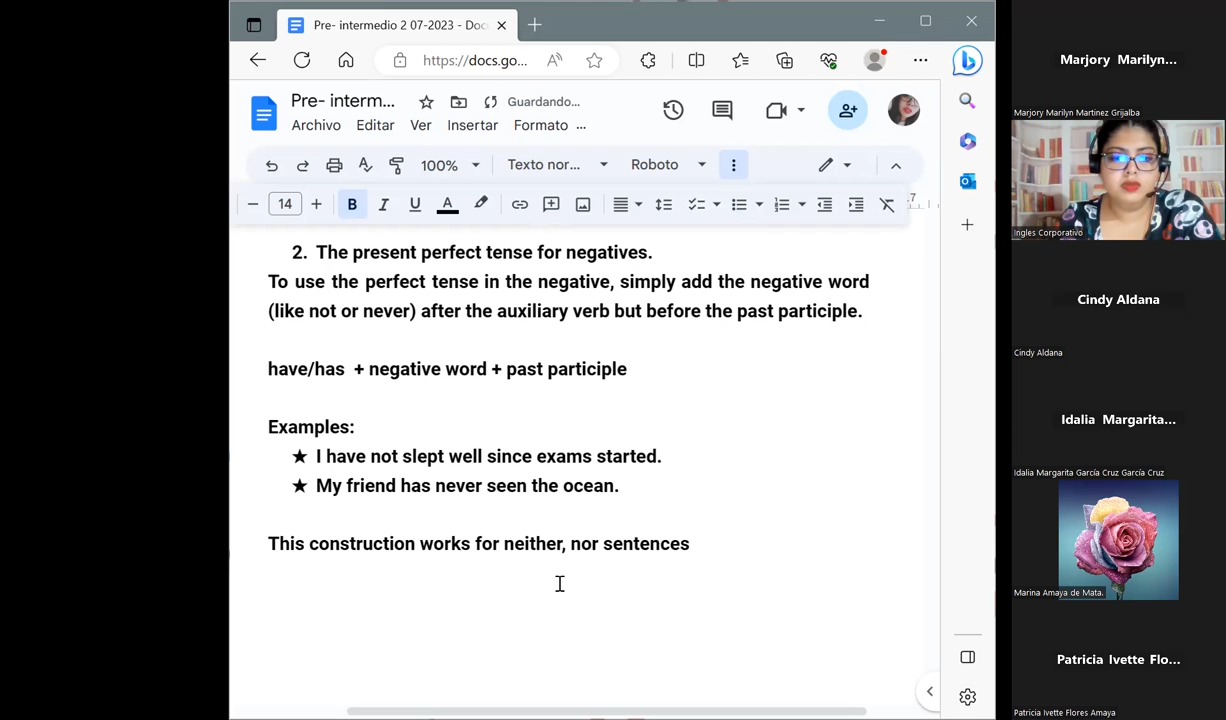 Pre- intermedio 2 07-2023 - Doc
https://docs.go...
Pre- interm...
Guardando...
Archivo Editar Ver Insertar Formato ...
100% Texto nor... Roboto
14 B I U A
7
2. The present perfect tense for negatives.
To use the perfect tense in the negative, simply add the negative word
(like not or never) after the auxiliary verb but before the past participle.
have/has + negative word + past participle
Examples:
★ I have not slept well since exams started.
★ My friend has never seen the ocean.
This construction works for neither, nor sentences
Marjory Marilyn...
Marjory Marilyn Martinez Grijalba
Ingles Corporativo
Cindy Aldana
Cindy Aldana
Idalia Margarita...
Idalia Margarita García Cruz García Cruz
Marina Amaya de Mata.
Patricia Ivette Flo...
Patricia Ivette Flores Amaya